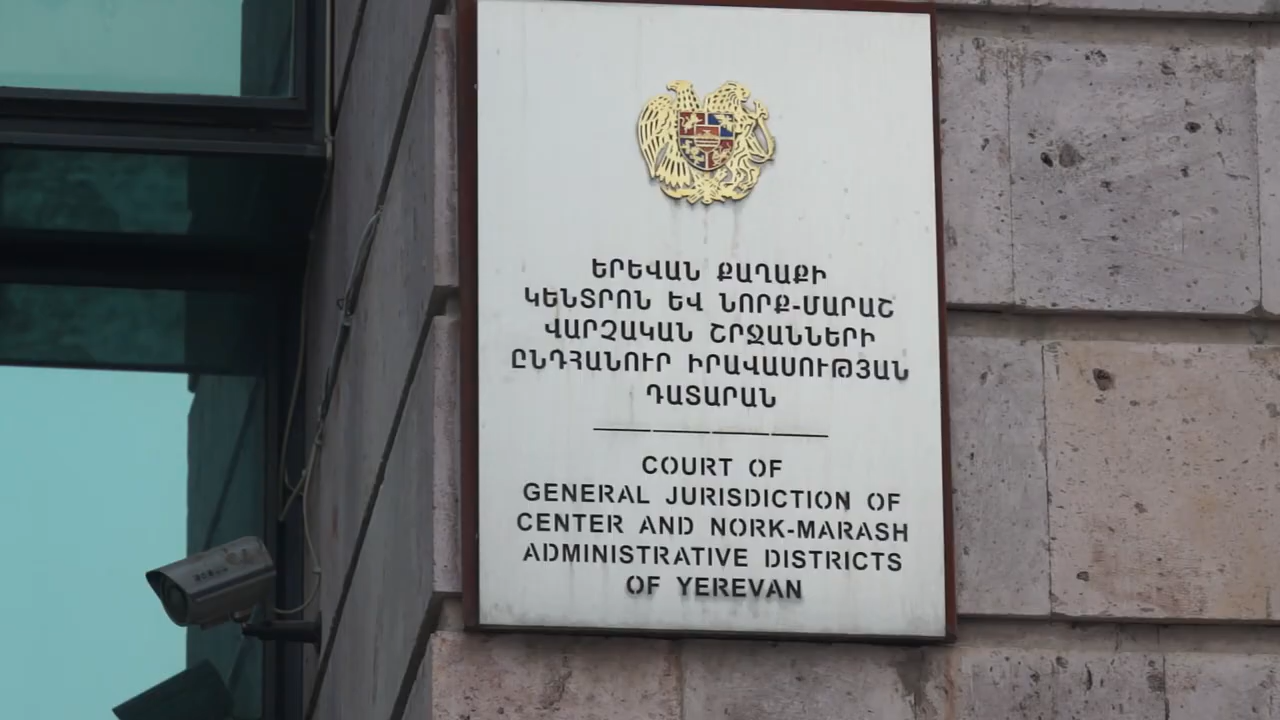 ԵՐԵՎԱՆ ՔԱՂԱՔԻ
ԿԵՆՏՐՈՆ ԵՎ ՆՈՐՔ-ՄԱՐԱՇ
ՎԱՐՉԱԿԱՆ ՇՐՋԱՆՆԵՐԻ
ԸՆԴՀԱՆՈՒՐ ԻՐԱՎԱՍՈՒԹՅԱՆ
ԴԱՏԱՐԱՆ
COURT OF
GENERAL JURISDICTION OF
CENTER AND NORK-MARASH
ADMINISTRATIVE DISTRICTS
OF YEREVAN